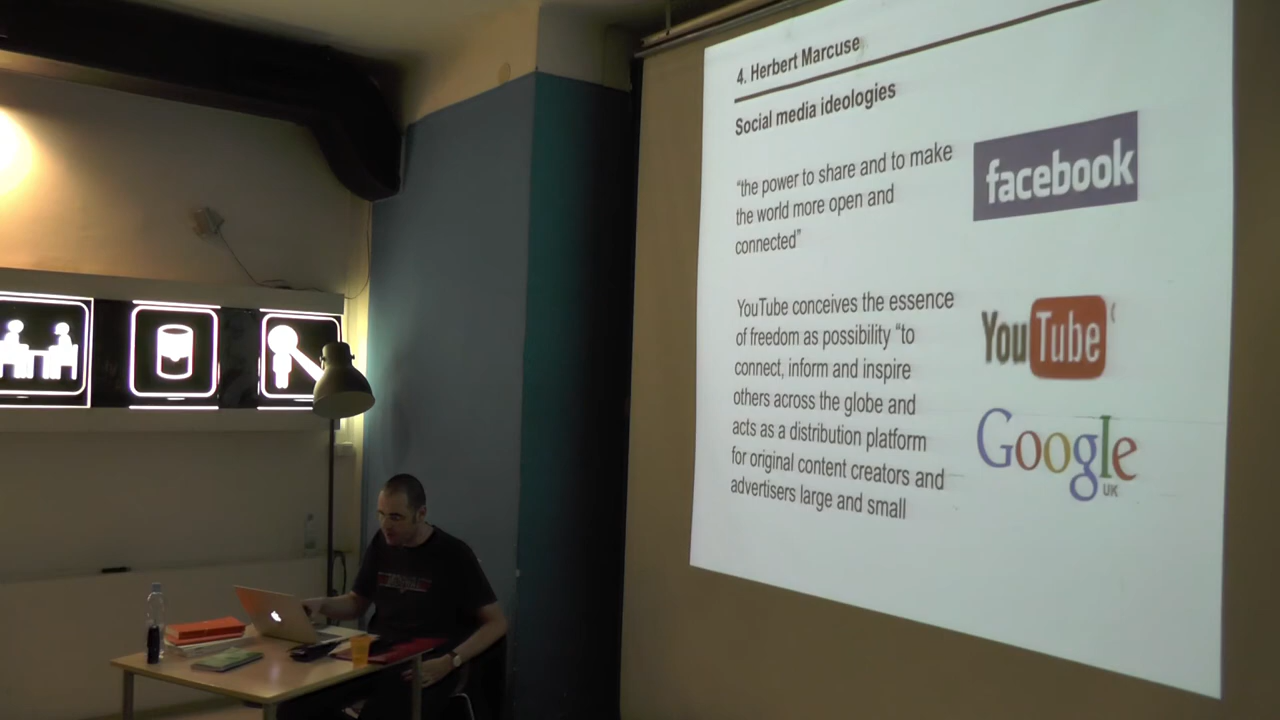 4. Herbert Marcuse
Social media ideologies
“the power to share and to make
the world more open and
connected”
facebook
YouTube conceives the essence
of freedom as possibility “to
connect, inform and inspire
others across the globe and
acts as a distribution platform
for original content creators and
advertisers large and small
YouTube
Google
UK